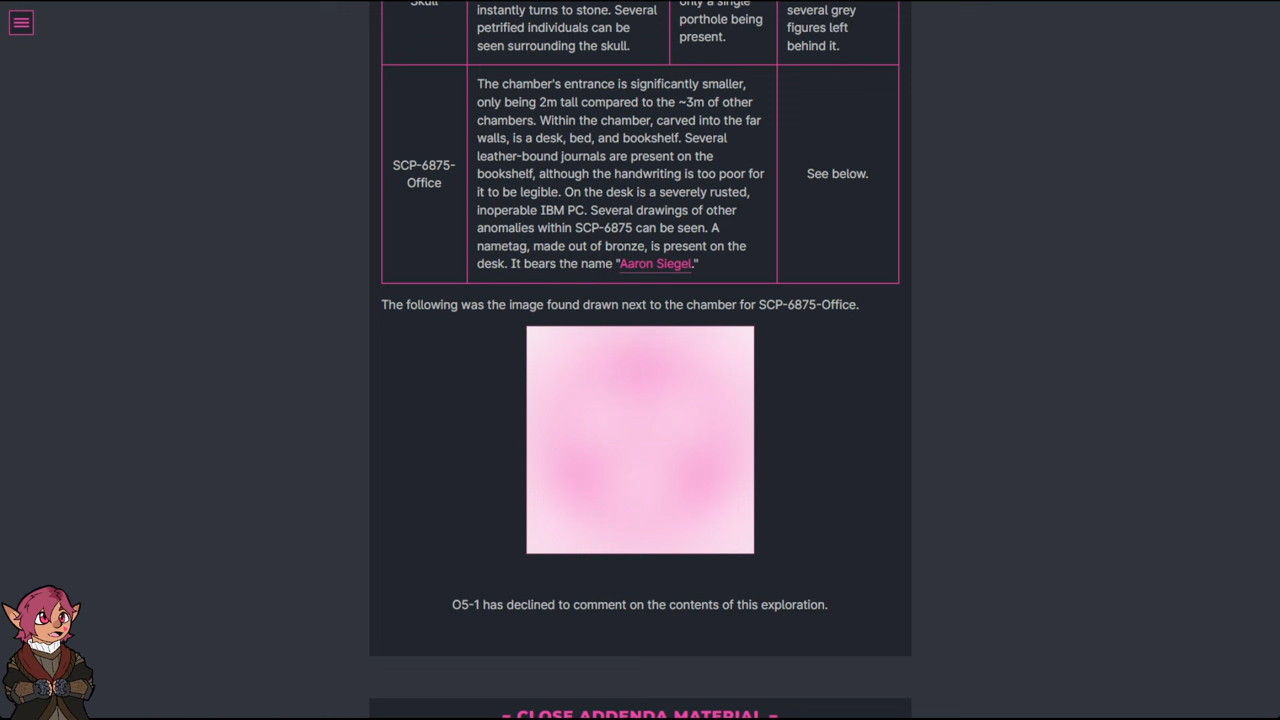 Skull
instantly turns to stone. Several
petrified individuals can be
seen surrounding the skull.
only a single
porthole being
present.
several grey
figures left
behind it.
SCP-6875-
Office
The chamber's entrance is significantly smaller,
only being 2m tall compared to the ~3m of other
chambers. Within the chamber, carved into the far
walls, is a desk, bed, and bookshelf. Several
leather-bound journals are present on the
bookshelf, although the handwriting is too poor for
it to be legible. On the desk is a severely rusted,
inoperable IBM PC. Several drawings of other
anomalies within SCP-6875 can be seen. A
nametag, made out of bronze, is present on the
desk. It bears the name "Aaron Siegel."
See below.
The following was the image found drawn next to the chamber for SCP-6875-Office.
O5-1 has declined to comment on the contents of this exploration.
– CLOSE ADDENDA MATERIAL –